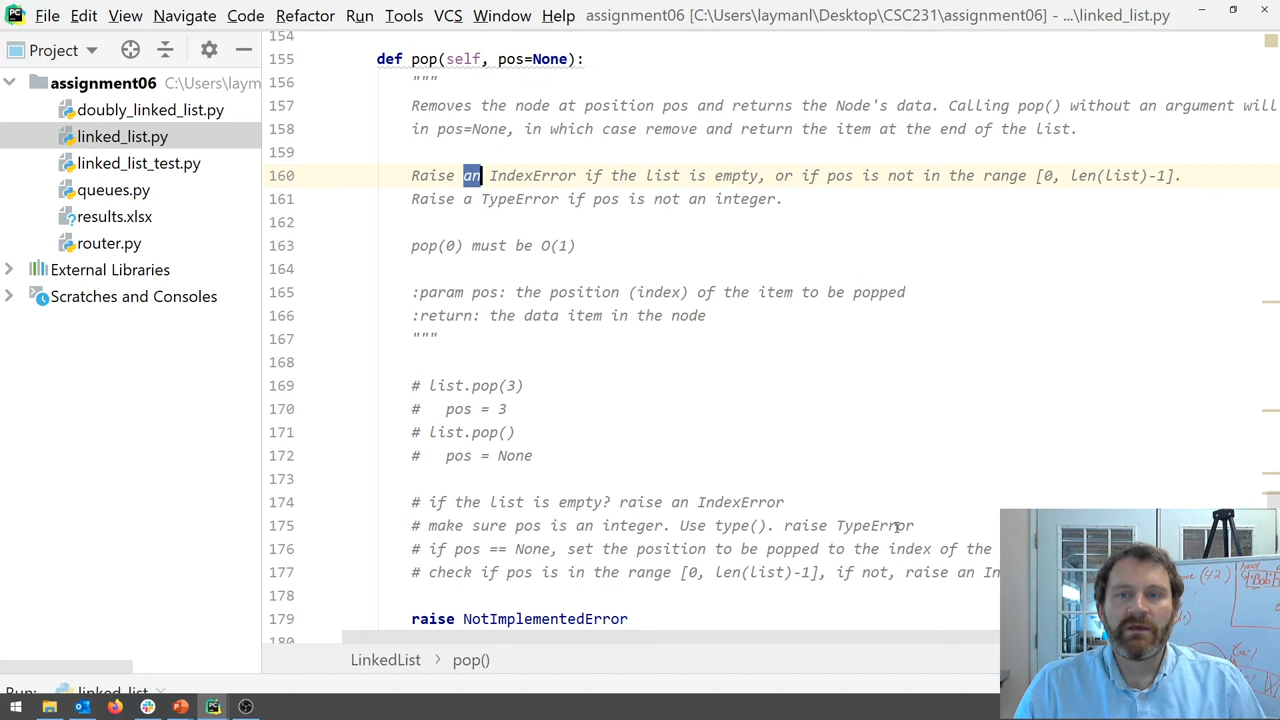 File Edit View Navigate Code Refactor Run Tools VCS Window Help assignment06 [C:\Users\laymanl\Desktop\CSC231\assignment06] - ...\linked_list.py
Project
assignment06 C:\Users\laym
doubly_linked_list.py
linked_list.py
linked_list_test.py
queues.py
results.xlsx
router.py
External Libraries
Scratches and Consoles
154
155 def pop(self, pos=None):
156 """
157 Removes the node at position pos and returns the Node's data. Calling pop() without an argument will
158 in pos=None, in which case remove and return the item at the end of the list.
159
160 Raise an IndexError if the list is empty, or if pos is not in the range [0, len(list)-1].
161 Raise a TypeError if pos is not an integer.
162
163 pop(0) must be O(1)
164
165 :param pos: the position (index) of the item to be popped
166 :return: the data item in the node
167 """
168
169 # list.pop(3)
170 #   pos = 3
171 # list.pop()
172 #   pos = None
173
174 # if the list is empty? raise an IndexError
175 # make sure pos is an integer. Use type(). raise TypeError
176 # if pos == None, set the position to be popped to the index of the
177 # check if pos is in the range [0, len(list)-1], if not, raise an In
178
179 raise NotImplementedError
180
LinkedList > pop()
Run: linked_list